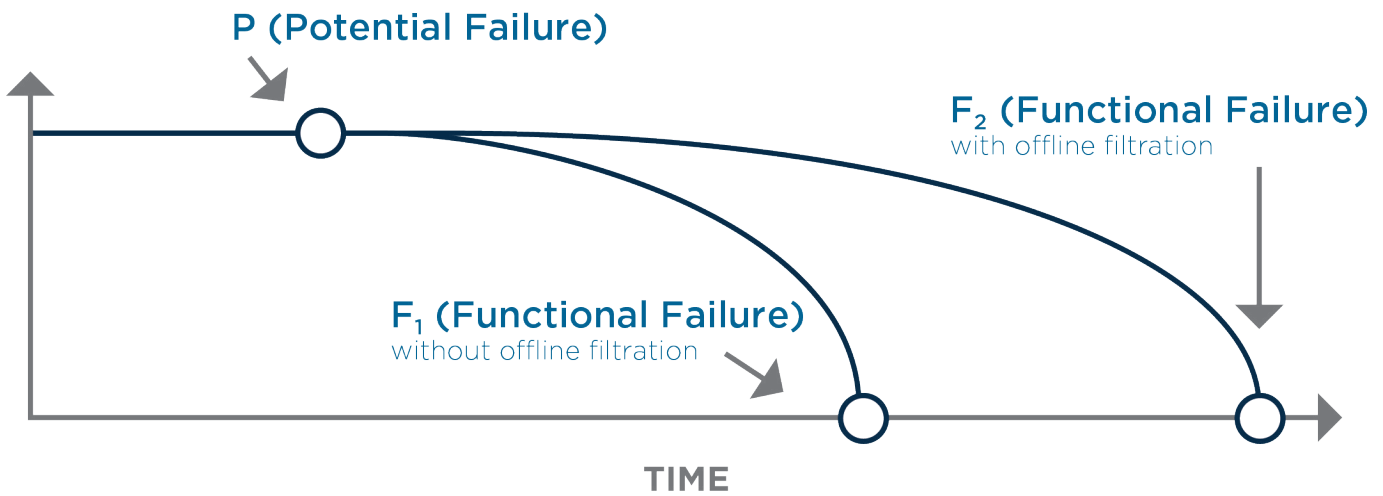 P (Potential Failure)
F₂ (Functional Failure)
with offline filtration
F₁ (Functional Failure)
without offline filtration
TIME